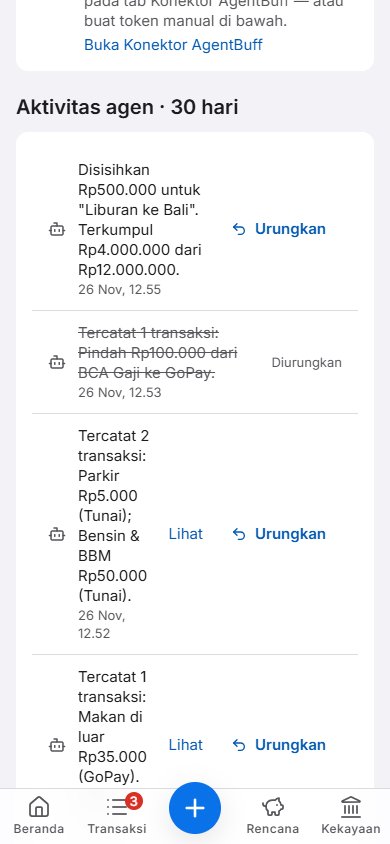 pada tab Konektor AgentBuff — atau
buat token manual di bawah.
Buka Konektor AgentBuff
Aktivitas agen · 30 hari
Disisihkan
Rp500.000 untuk
"Liburan ke Bali".
Terkumpul
Rp4.000.000 dari
Rp12.000.000.
26 Nov, 12.55
Urungkan
Tercatat 1 transaksi:
Pindah Rp100.000 dari
BCA Gaji ke GoPay.
26 Nov, 12.53
Diurungkan
Tercatat 2
transaksi:
Parkir
Rp5.000
(Tunai);
Bensin &
BBM
Rp50.000
(Tunai).
26 Nov,
12.52
Lihat
Urungkan
Tercatat 1
transaksi:
Makan di
luar
Rp35.000
(GoPay).
Lihat
Urungkan
3
Beranda
Transaksi
Rencana
Kekayaan